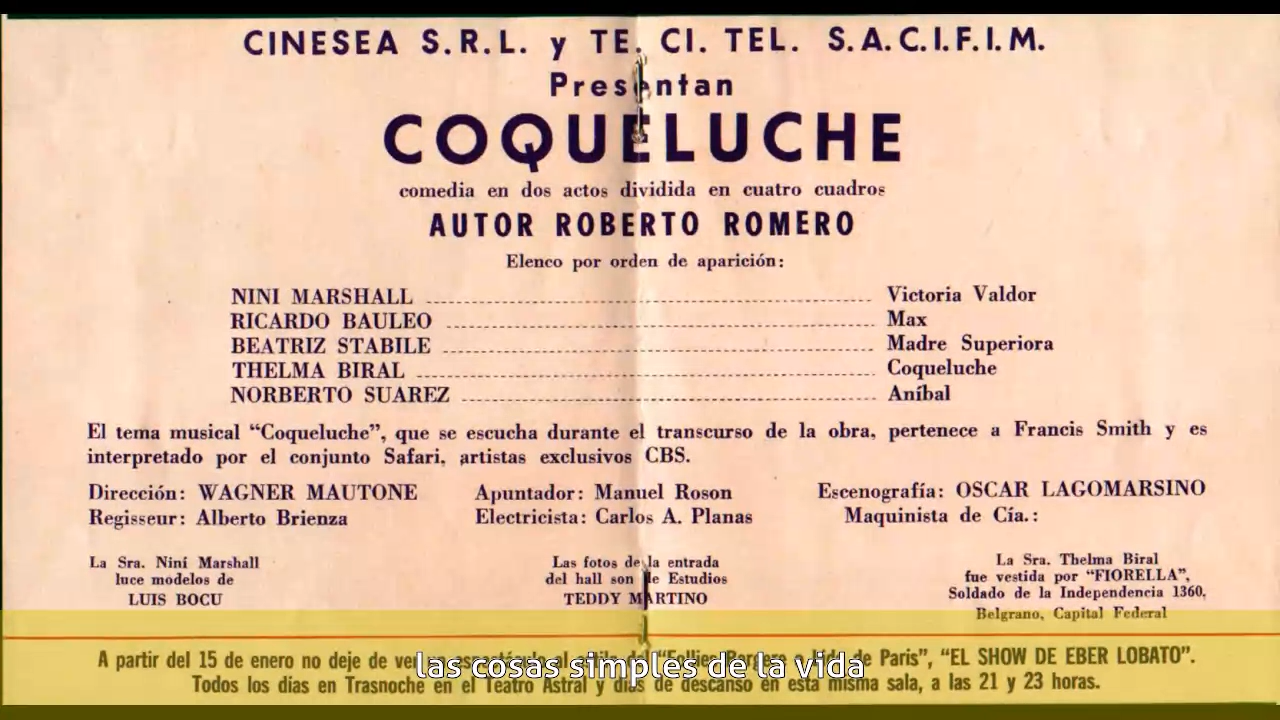 CINESEA S.R.L. y TE. CI. TEL. S.A.C.I.F.I.M.
Presentan
COQUELUCHE
comedia en dos actos dividida en cuatro cuadros
AUTOR ROBERTO ROMERO
Elenco por orden de aparición:
NINI MARSHALL Victoria Valdor
RICARDO BAULEO Max
BEATRIZ STABILE Madre Superiora
THELMA BIRAL Coqueluche
NORBERTO SUAREZ Aníbal
El tema musical “Coqueluche”, que se escucha durante el transcurso de la obra, pertenece a Francis Smith y es
interpretado por el conjunto Safari, artistas exclusivos CBS.
Dirección: WAGNER MAUTONE Apuntador: Manuel Roson Escenografía: OSCAR LAGOMARSINO
Regisseur: Alberto Brienza Electricista: Carlos A. Planas Maquinista de Cía.:
La Sra. Niní Marshall
luce modelos de
LUIS BOCU
Las fotos de la entrada
del hall son de Estudios
TEDDY MARTINO
La Sra. Thelma Biral
fue vestida por “FIORELLA”,
Soldado de la Independencia 1360,
Belgrano, Capital Federal
A partir del 15 de enero no deje de ver de Paris”, “EL SHOW DE EBER LOBATO”.
Todos los días en Trasnoche en el Teatro Astral y días de descanso en esta misma sala, a las 21 y 23 horas.
las cosas simples de la vida